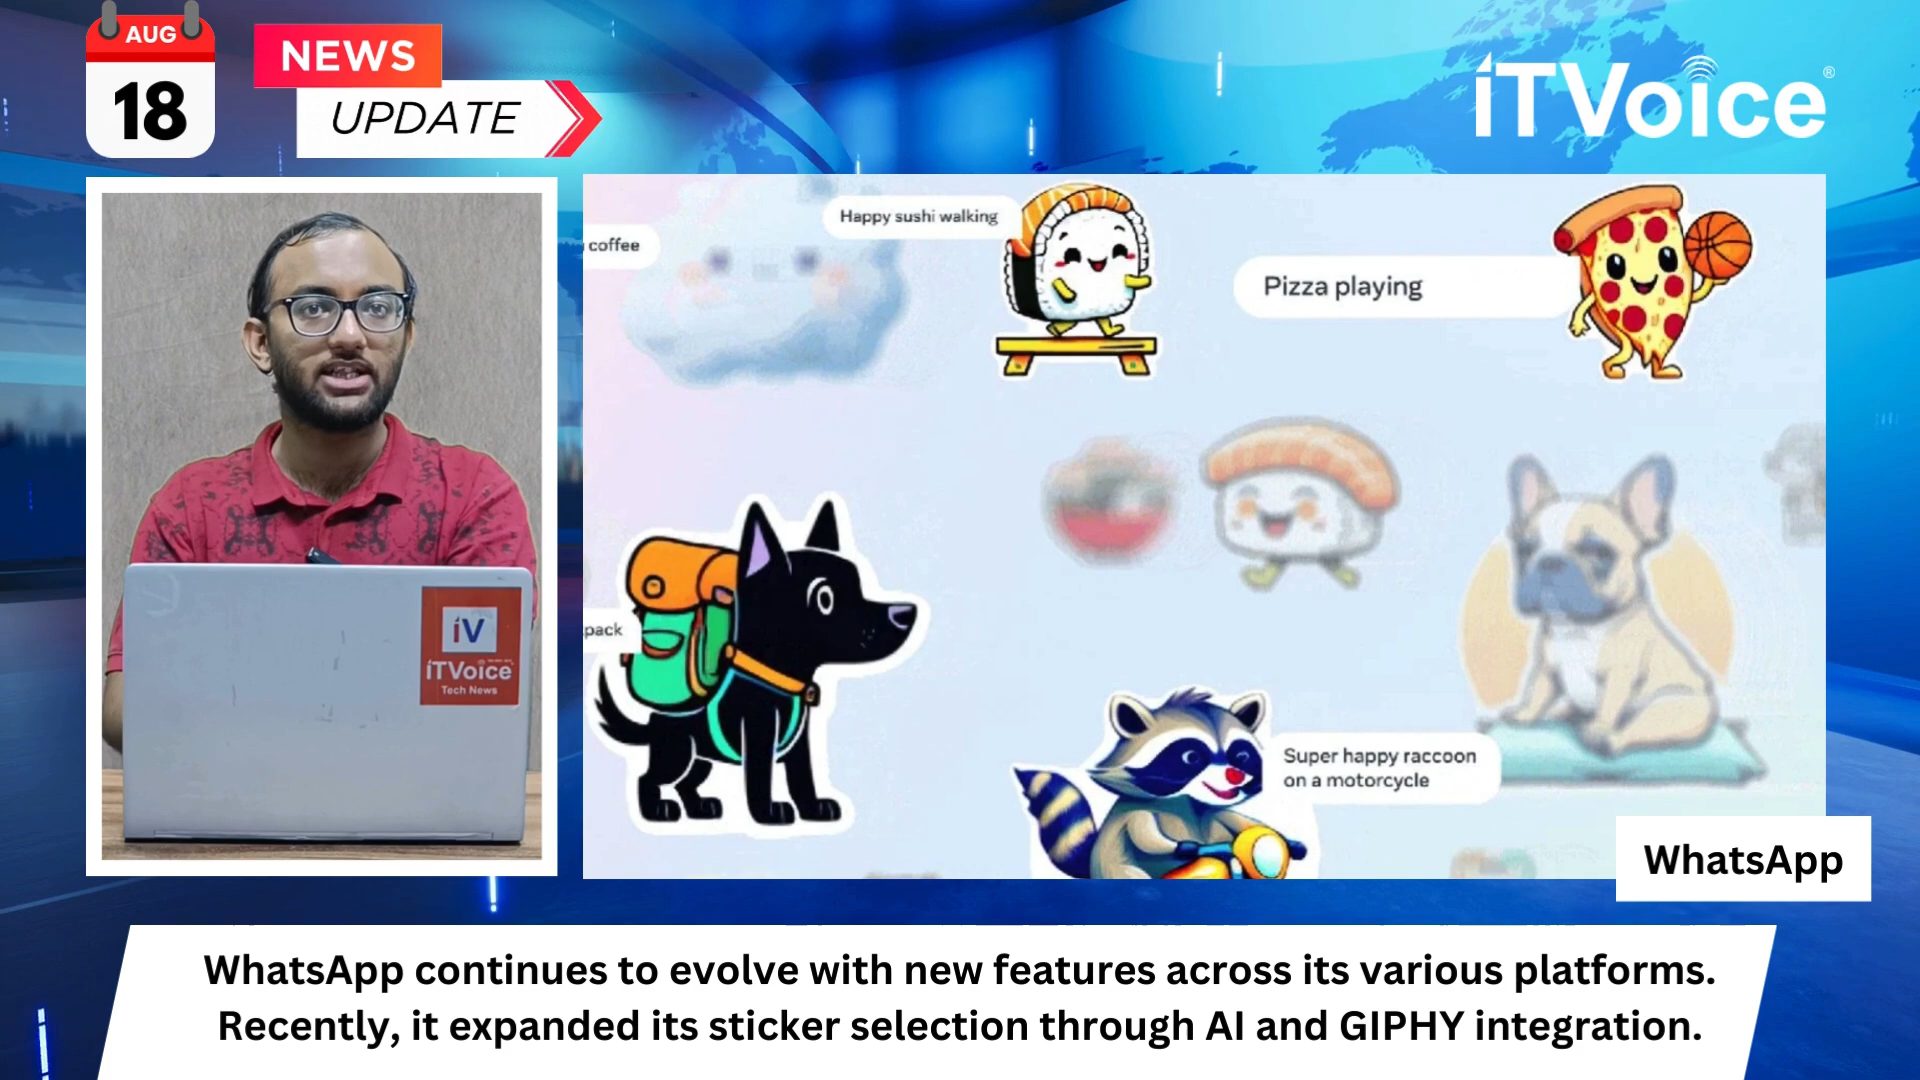 AUG
18
NEWS
UPDATE
iTVoice®
coffee
Happy sushi walking
Pizza playing
pack
Super happy raccoon
on a motorcycle
iV
iTVoice
Tech News
WhatsApp
WhatsApp continues to evolve with new features across its various platforms.
Recently, it expanded its sticker selection through AI and GIPHY integration.